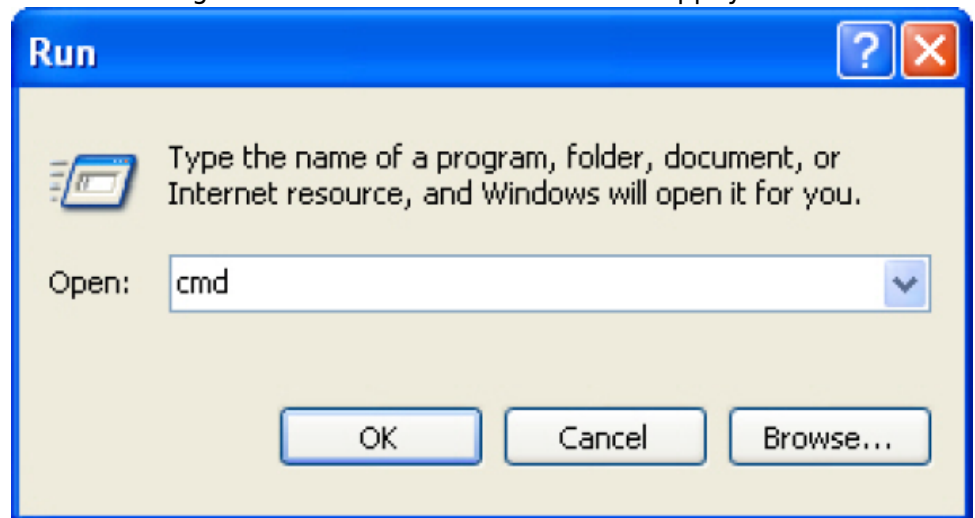 Run
Type the name of a program, folder, document, or
Internet resource, and Windows will open it for you.
Open:
cmd
OK
Cancel
Browse...